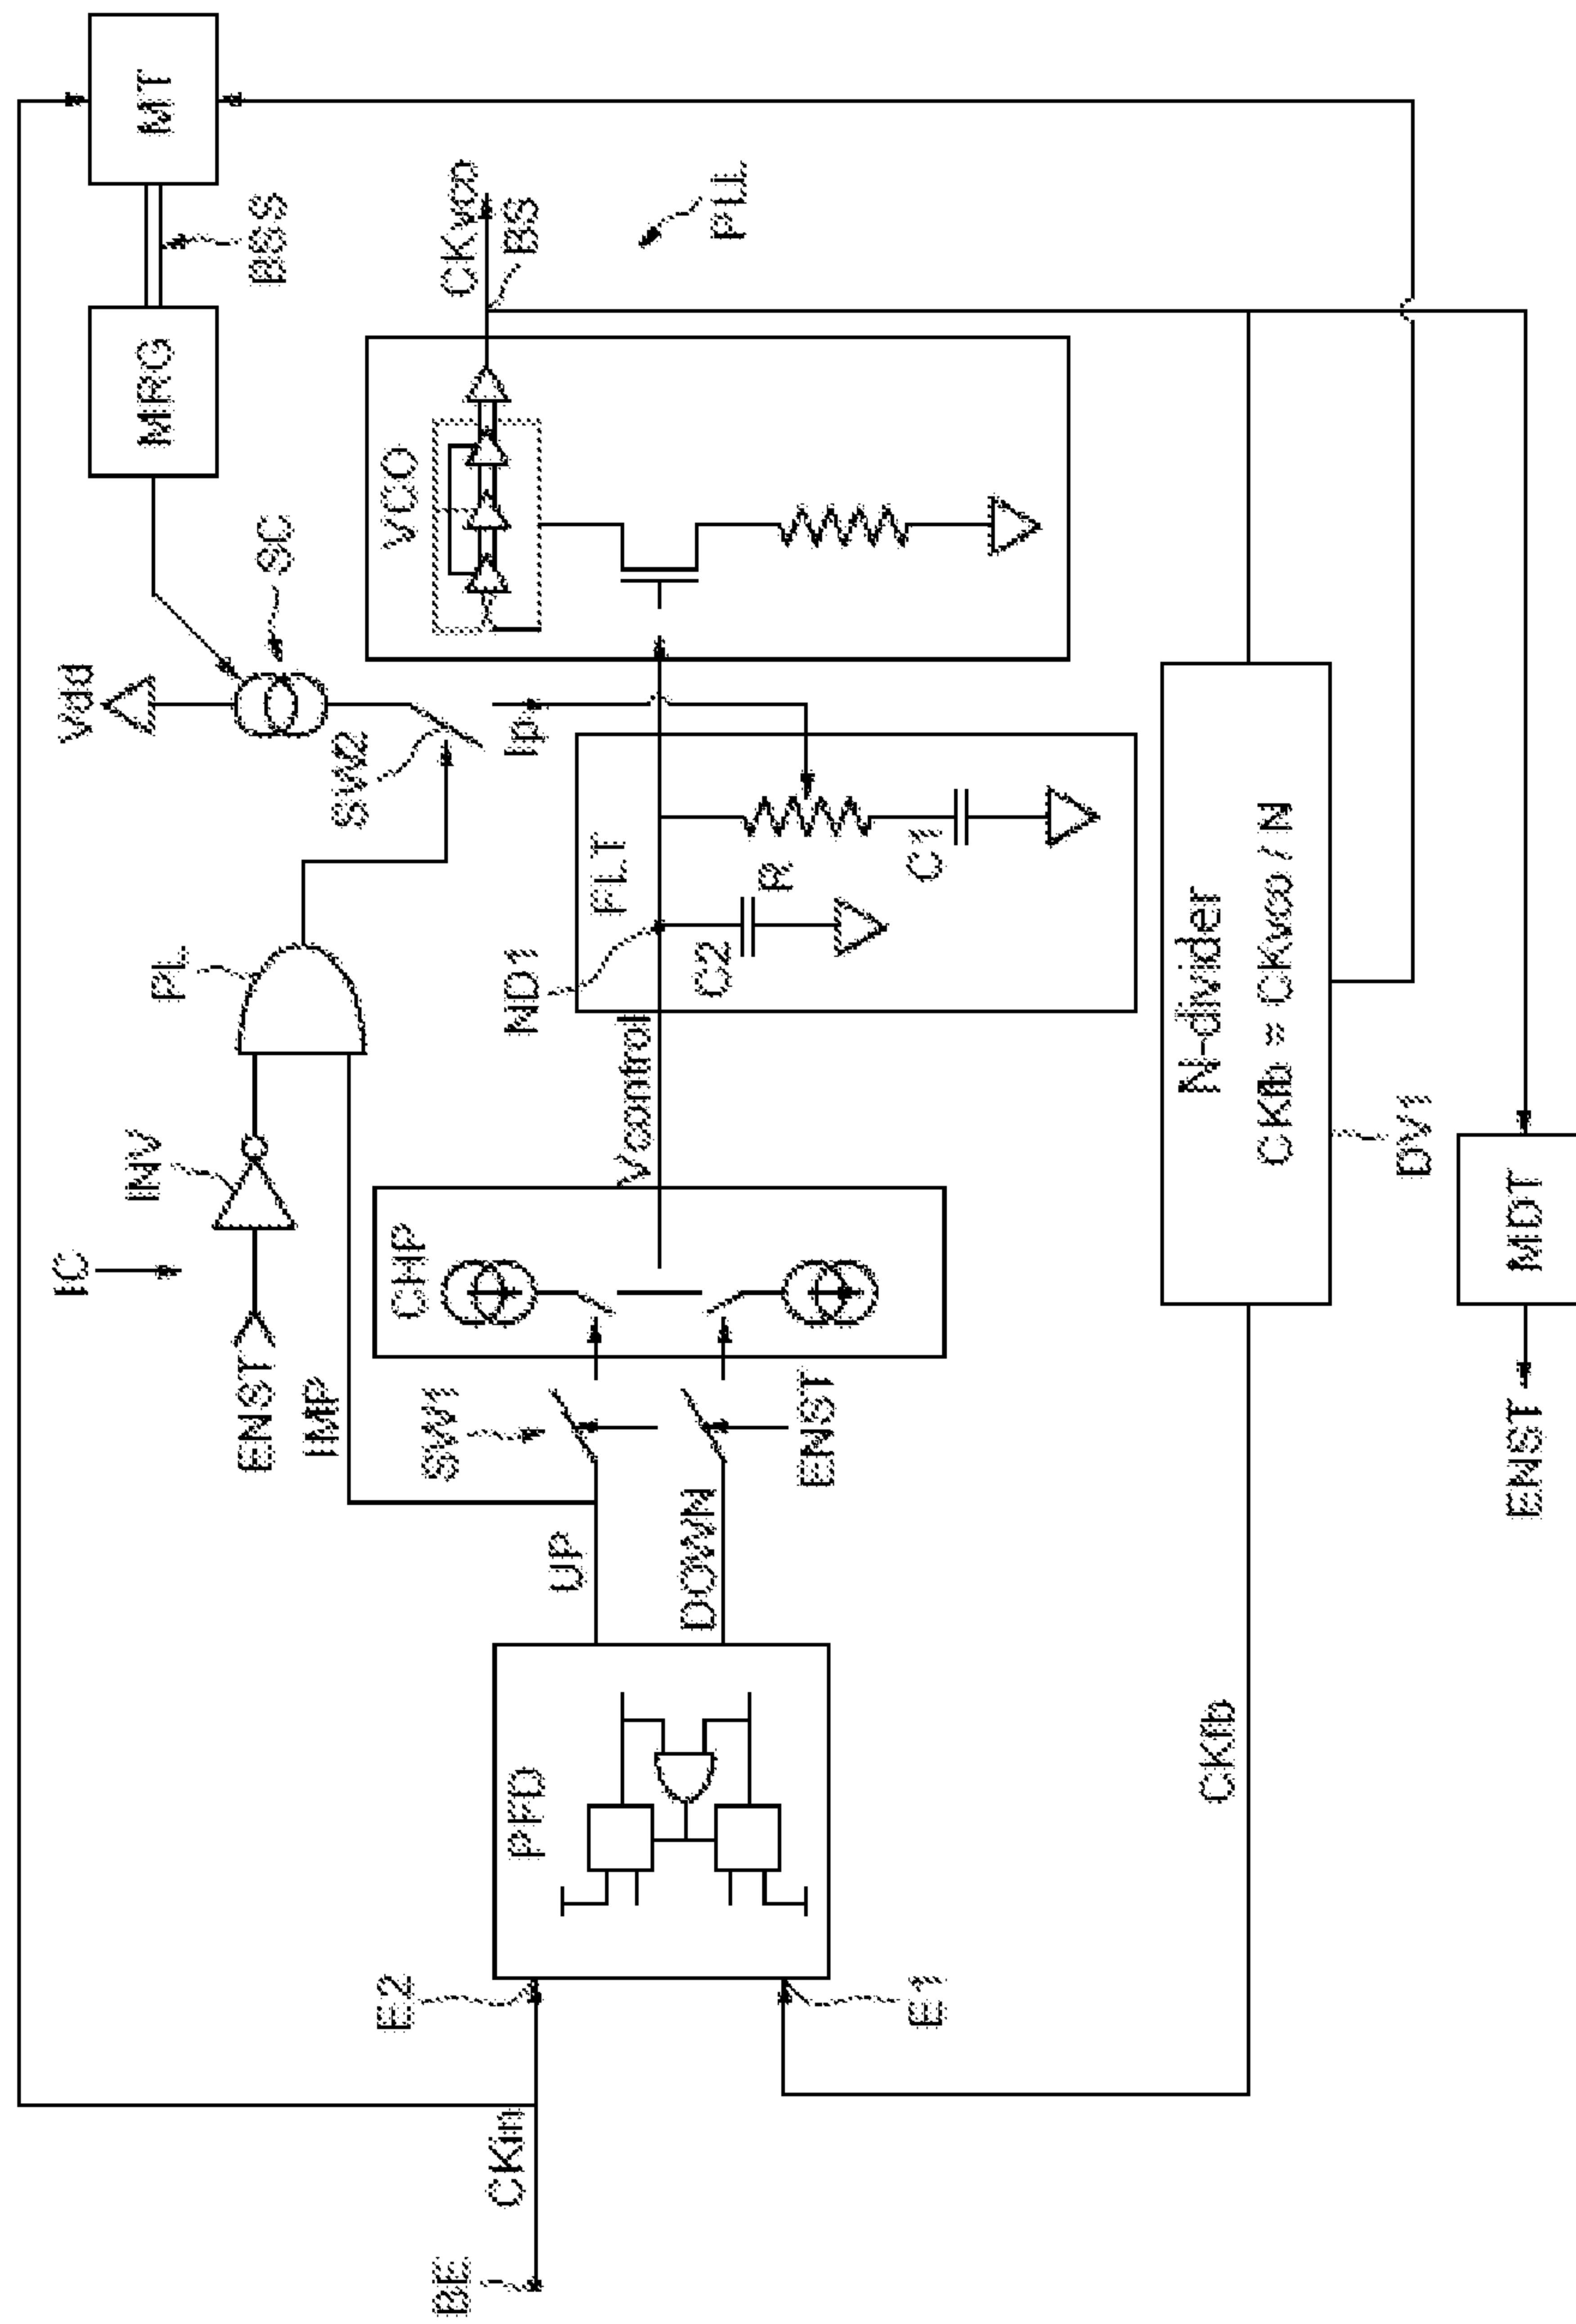 IC
Vdd
INV
PL
SC
MRG
MT
ENST
IMP
SW2
BSS
SW1
CHP
VCO
CKvco
BE
CKin
E2
PFD
UP
ND1
Ip
BS
Vcontrol
FLT
DOWN
C2
R
PLL
ENST
E1
C1
CKfb
N-divider
CKfb = CKvco / N
DV1
ENST
MDT